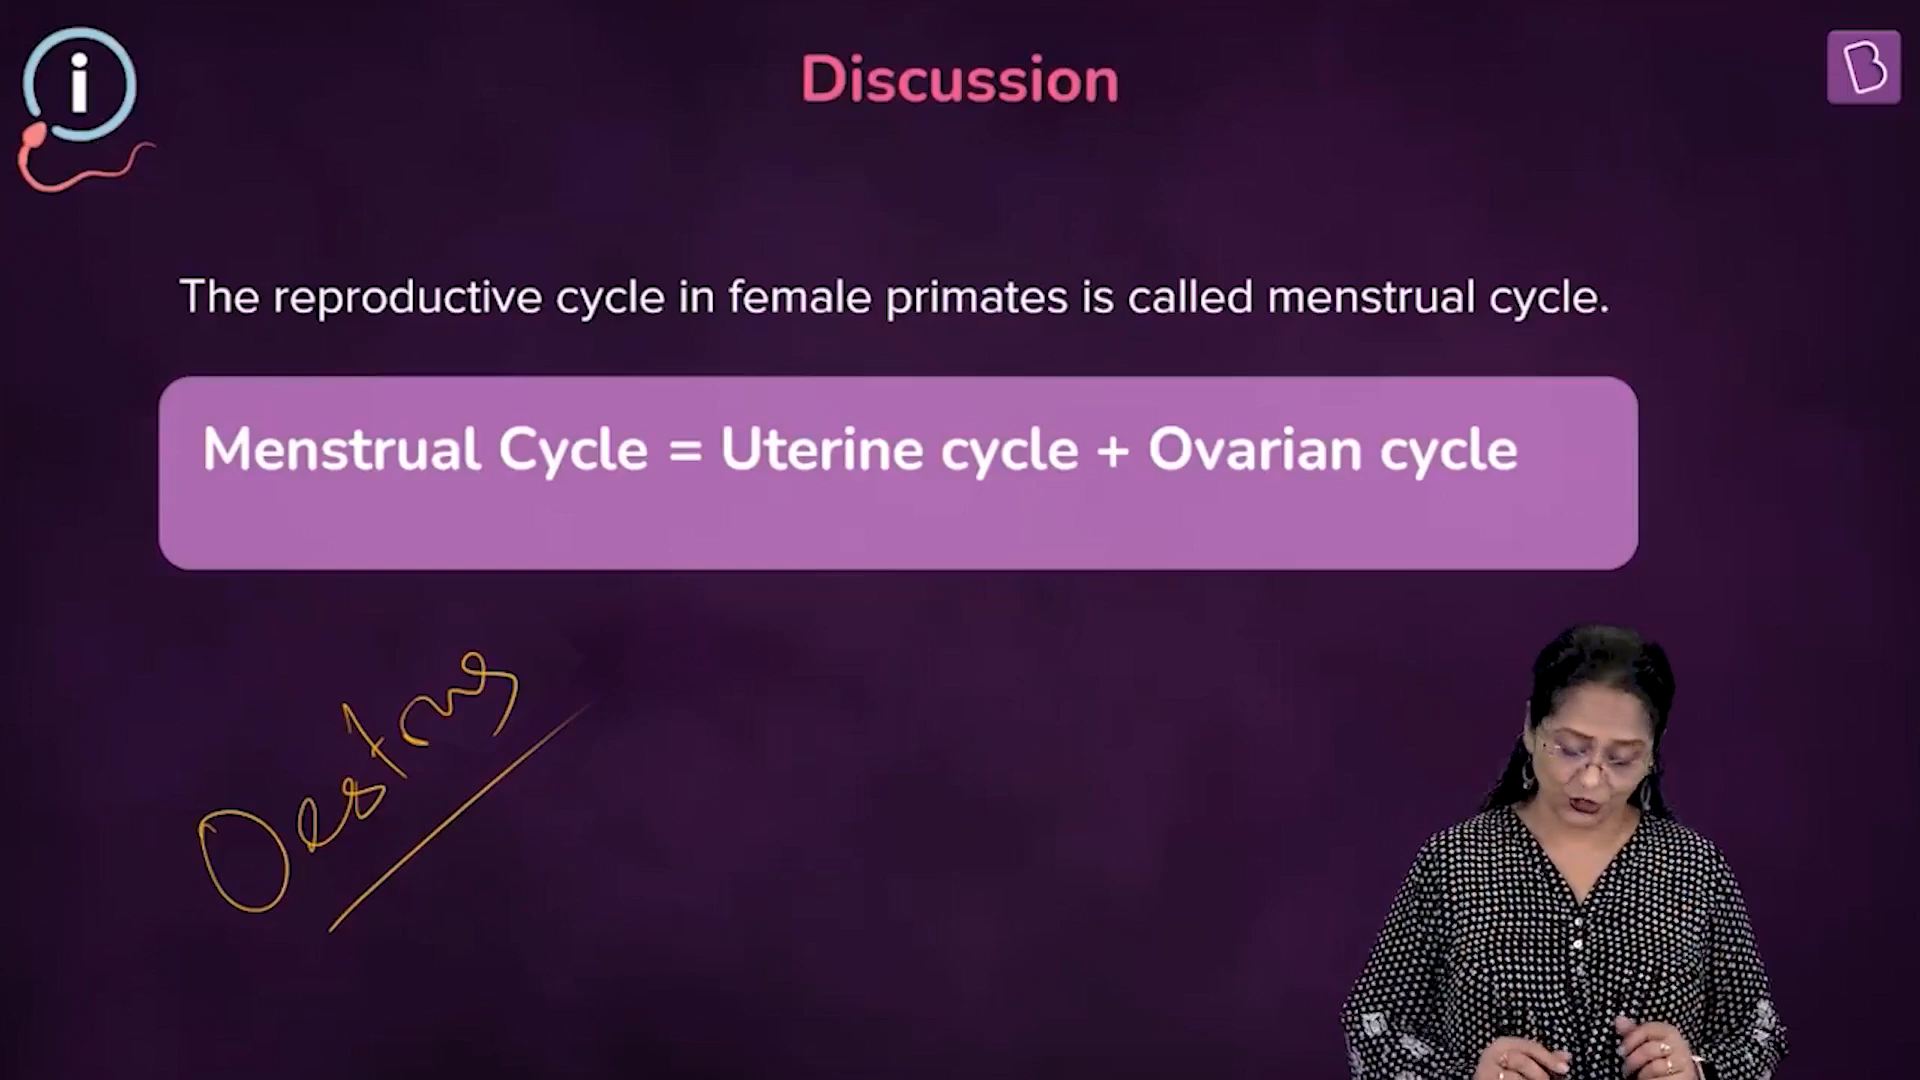 i
Discussion
B
The reproductive cycle in female primates is called menstrual cycle.
Menstrual Cycle = Uterine cycle + Ovarian cycle
Oestrus